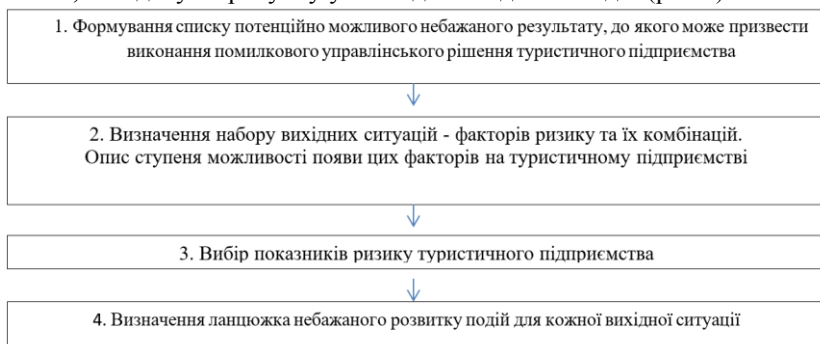 1. Формування списку потенційно можливого небажаного результату, до якого може призвести
виконання помилкового управлінського рішення туристичного підприємства
2. Визначення набору вихідних ситуацій - факторів ризику та їх комбінацій.
Опис ступеня можливості появи цих факторів на туристичному підприємстві
3. Вибір показників ризику туристичного підприємства
4. Визначення ланцюжка небажаного розвитку подій для кожної вихідної ситуації